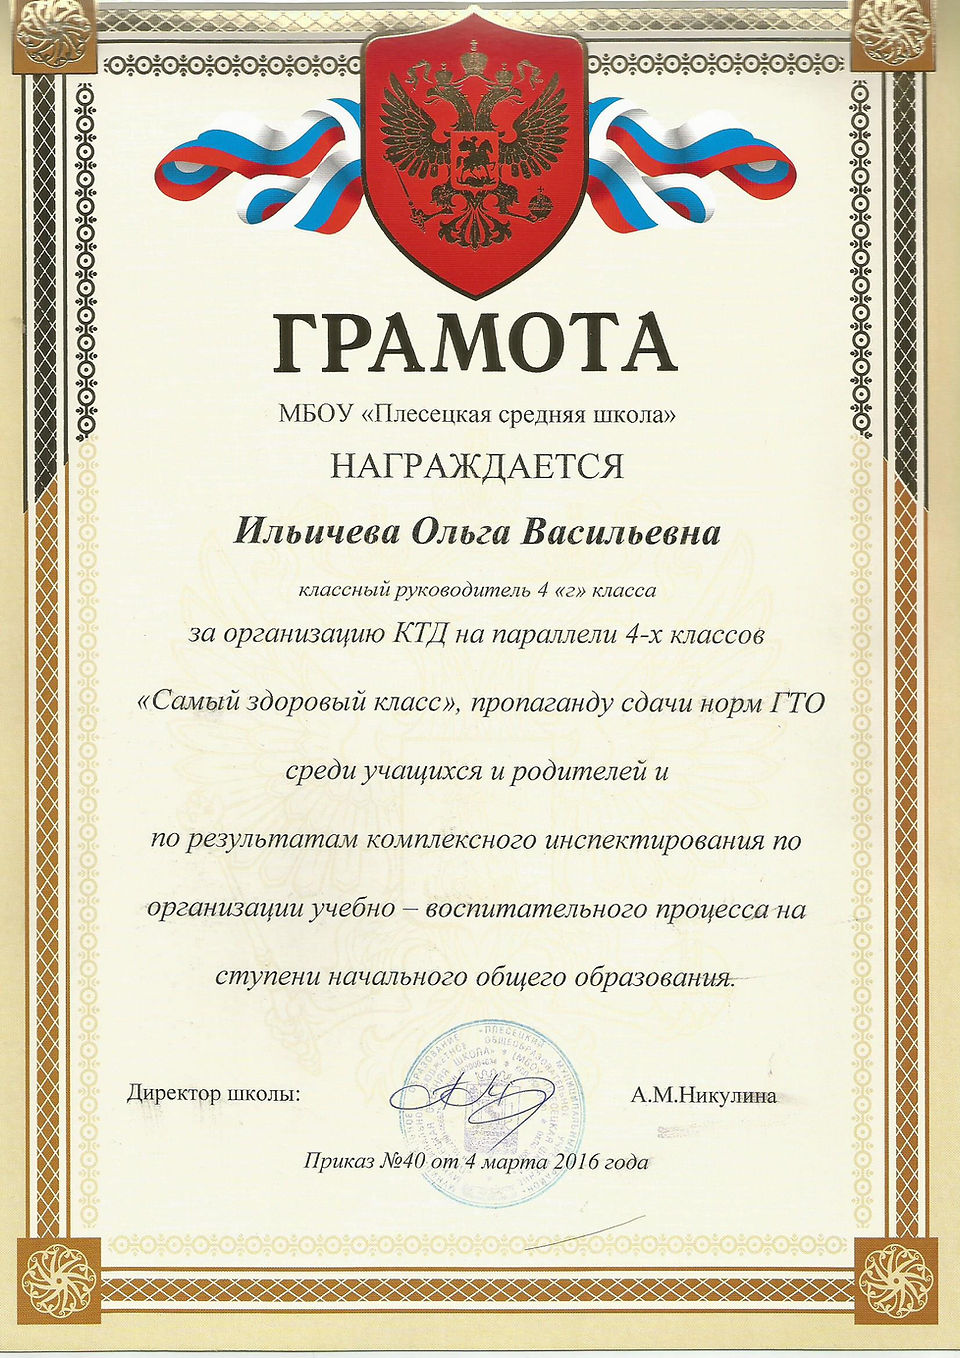 ГРАМОТА
МБОУ «Плесецкая средняя школа»
НАГРАЖДАЕТСЯ
Ильичева Ольга Васильевна
классный руководитель 4 «г» класса
за организацию КТД на параллели 4-х классов
«Самый здоровый класс», пропаганду сдачи норм ГТО
среди учащихся и родителей и
по результатам комплексного инспектирования по
организации учебно – воспитательного процесса на
ступени начального общего образования.
Директор школы:
А.М.Никулина
Приказ №40 от 4 марта 2016 года